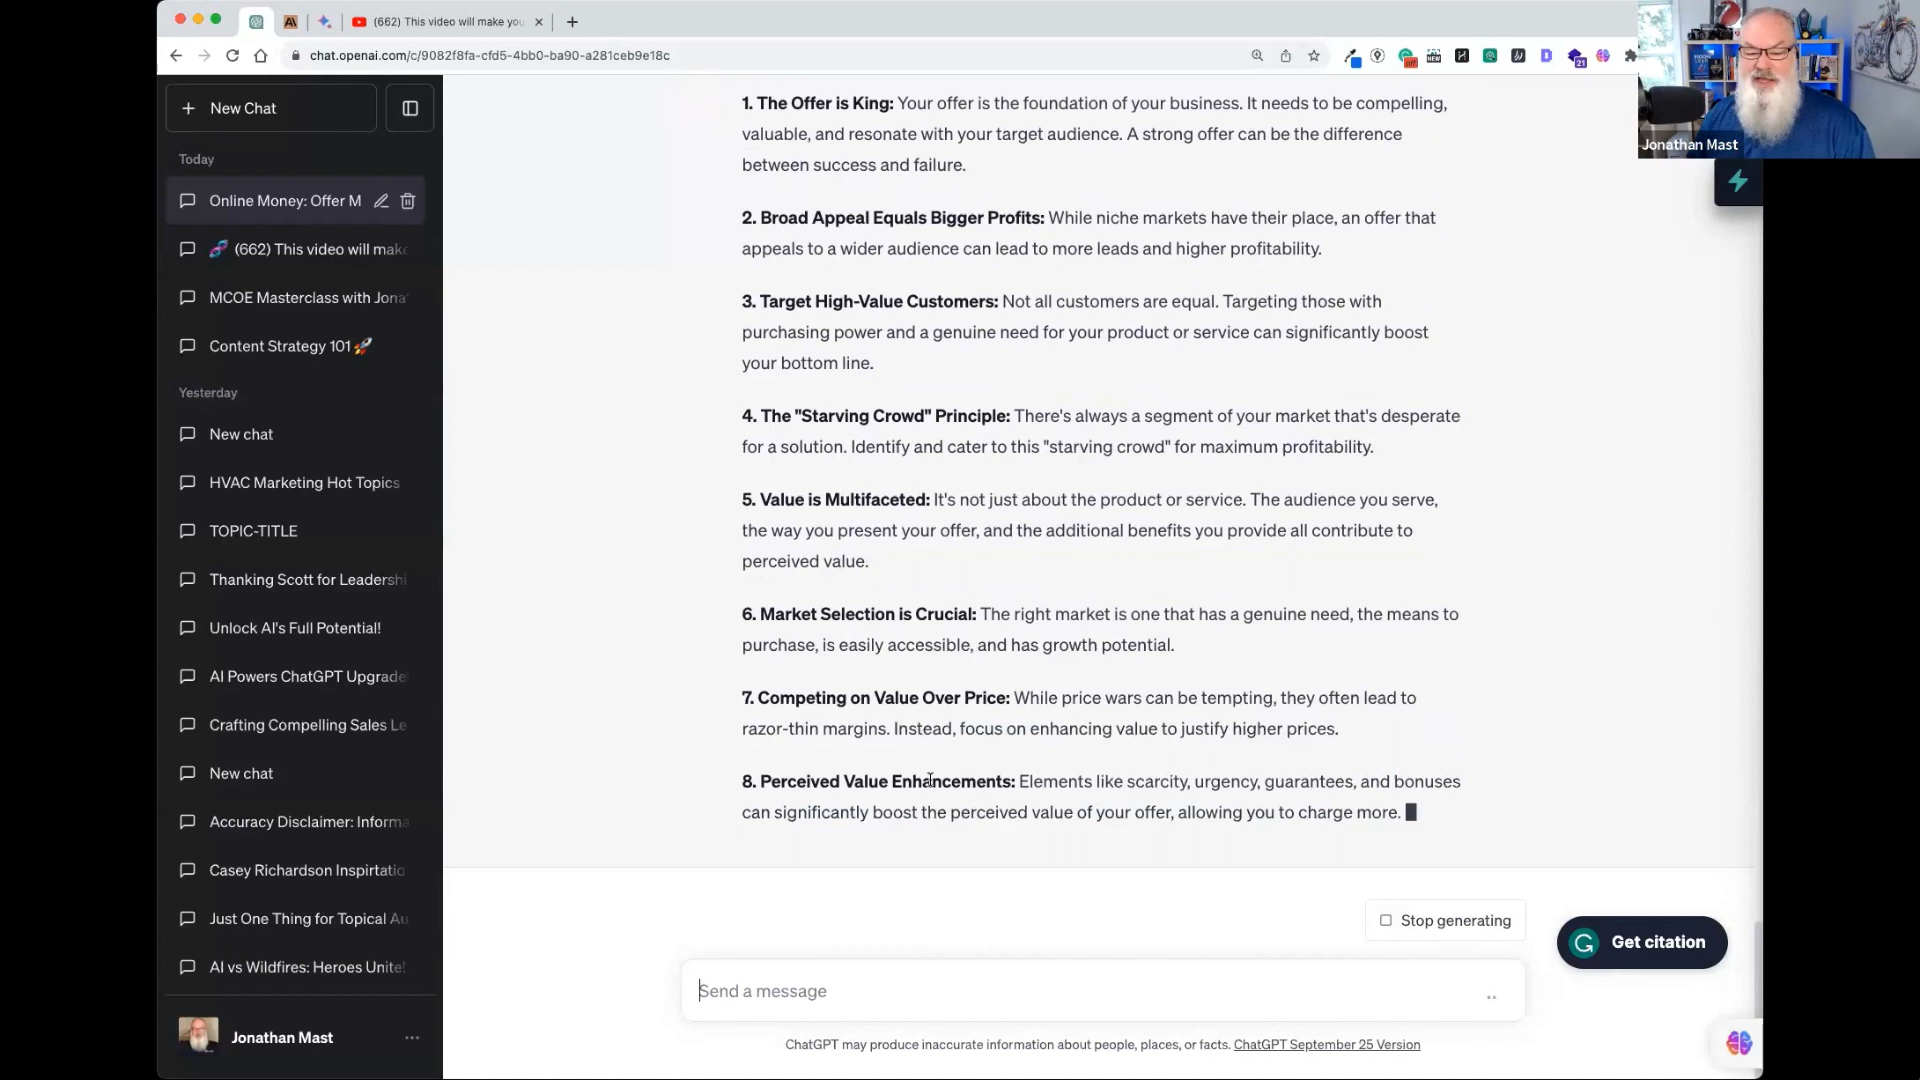 (662) This video will make you
chat.openai.com/c/9082f8fa-cfd5-4bb0-ba90-a281ceb9e18c
off
NEW
21
Jonathan Mast
New Chat
Today
Online Money: Offer M
(662) This video will make
MCOE Masterclass with Jona
Content Strategy 101 🚀
Yesterday
New chat
HVAC Marketing Hot Topics
TOPIC-TITLE
Thanking Scott for Leadershi
Unlock AI's Full Potential!
AI Powers ChatGPT Upgrade
Crafting Compelling Sales Le
New chat
Accuracy Disclaimer: Informa
Casey Richardson Inspirtatio
Just One Thing for Topical Au
AI vs Wildfires: Heroes Unite!
Jonathan Mast
1. The Offer is King: Your offer is the foundation of your business. It needs to be compelling,
valuable, and resonate with your target audience. A strong offer can be the difference
between success and failure.
2. Broad Appeal Equals Bigger Profits: While niche markets have their place, an offer that
appeals to a wider audience can lead to more leads and higher profitability.
3. Target High-Value Customers: Not all customers are equal. Targeting those with
purchasing power and a genuine need for your product or service can significantly boost
your bottom line.
4. The "Starving Crowd" Principle: There's always a segment of your market that's desperate
for a solution. Identify and cater to this "starving crowd" for maximum profitability.
5. Value is Multifaceted: It's not just about the product or service. The audience you serve,
the way you present your offer, and the additional benefits you provide all contribute to
perceived value.
6. Market Selection is Crucial: The right market is one that has a genuine need, the means to
purchase, is easily accessible, and has growth potential.
7. Competing on Value Over Price: While price wars can be tempting, they often lead to
razor-thin margins. Instead, focus on enhancing value to justify higher prices.
8. Perceived Value Enhancements: Elements like scarcity, urgency, guarantees, and bonuses
can significantly boost the perceived value of your offer, allowing you to charge more.
Stop generating
Get citation
Send a message
ChatGPT may produce inaccurate information about people, places, or facts. ChatGPT September 25 Version